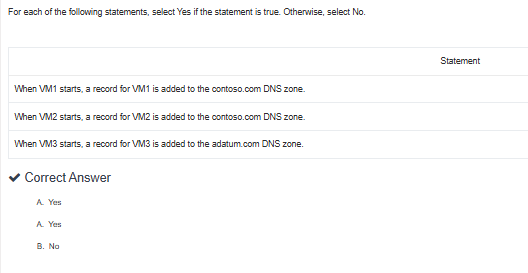 For each of the following statements, select Yes if the statement is true. Otherwise, select No.
Statement
When VM1 starts, a record for VM1 is added to the contoso.com DNS zone.
When VM2 starts, a record for VM2 is added to the contoso.com DNS zone.
When VM3 starts, a record for VM3 is added to the adatum.com DNS zone.
Correct Answer
A. Yes
A. Yes
B. No